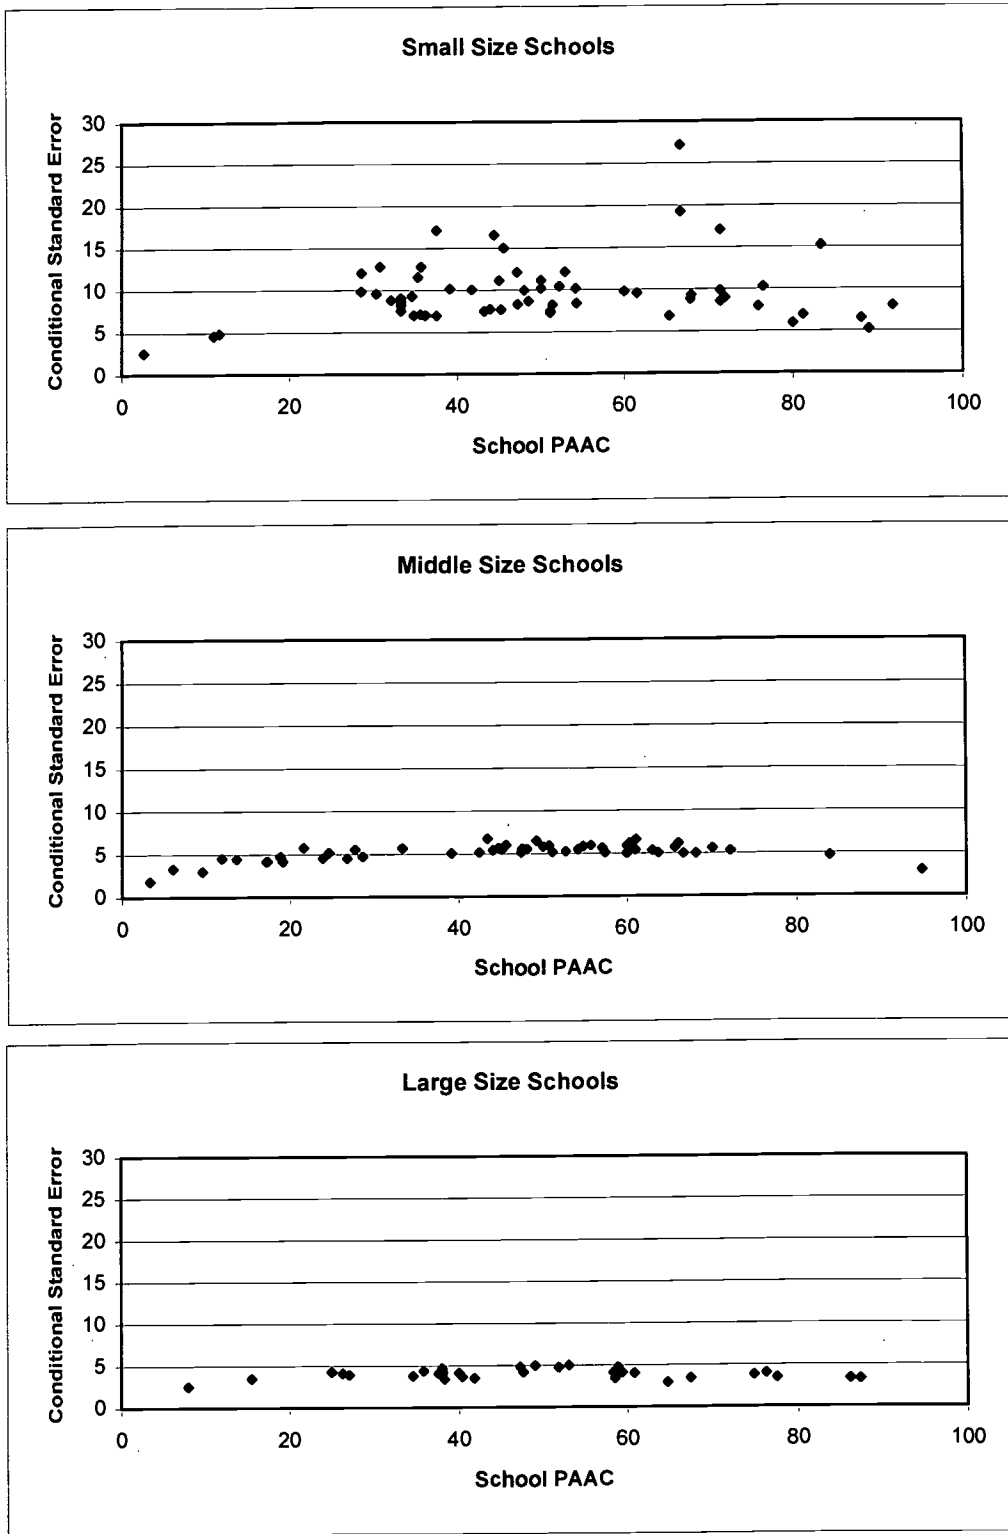 Small Size Schools
Conditional Standard Error
30
25
20
15
10
5
0
0 20 40 60 80 100
School PAAC
Middle Size Schools
Conditional Standard Error
30
25
20
15
10
5
0
0 20 40 60 80 100
School PAAC
Large Size Schools
Conditional Standard Error
30
25
20
15
10
5
0
0 20 40 60 80 100
School PAAC